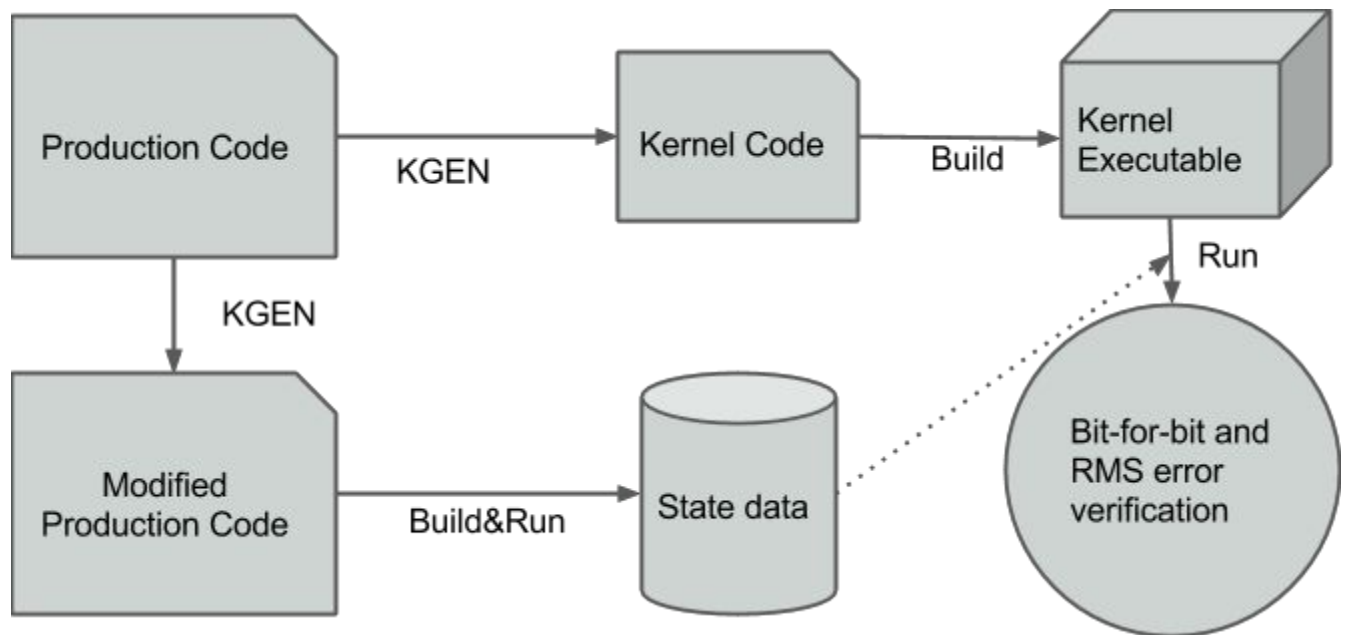 Production Code
KGEN
Kernel Code
Build
Kernel
Executable
Run
KGEN
Modified
Production Code
Build&Run
State data
Bit-for-bit and
RMS error
verification